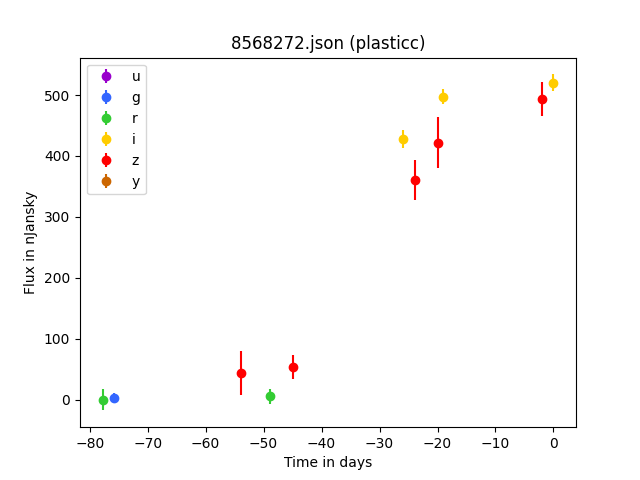 8568272.json (plasticc)
u
g
r
i
z
y
Flux in nJansky
500
400
300
200
100
0
−80
−70
−60
−50
−40
−30
−20
−10
0
Time in days